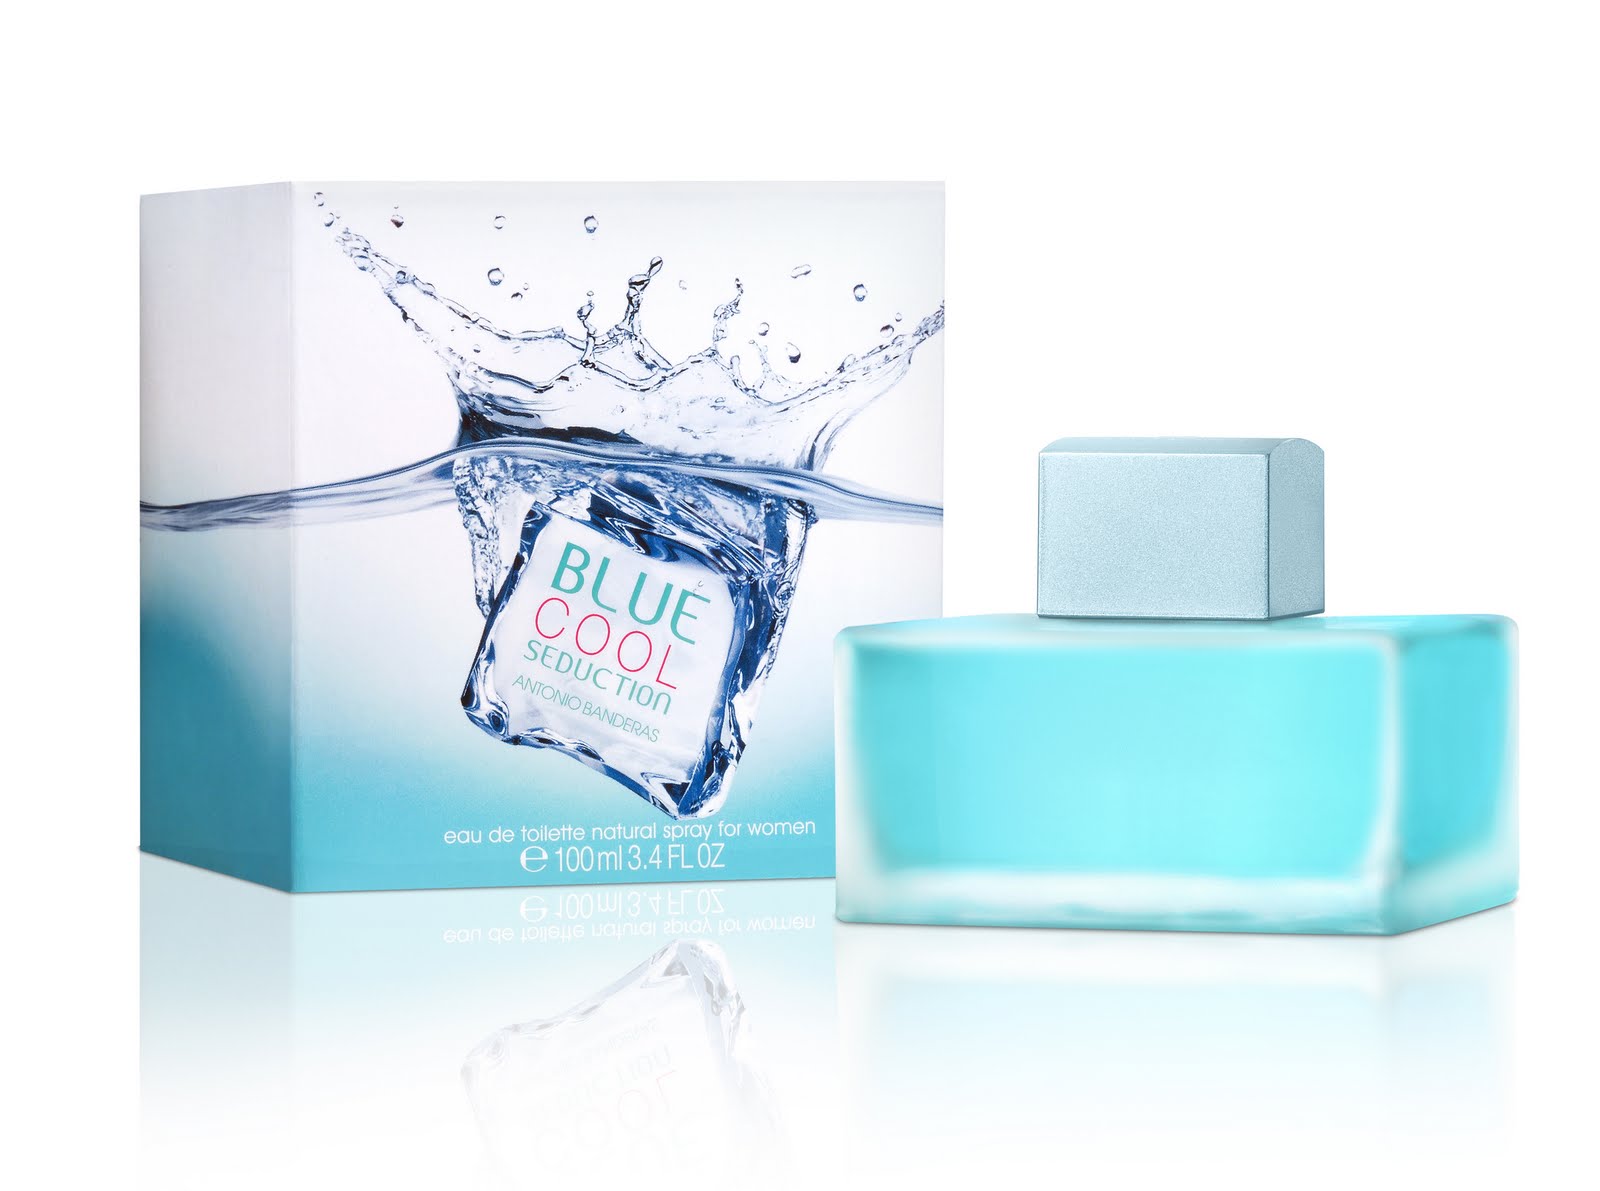 BLUE
COOL
SEDUCTION
ANTONIO BANDERAS
eau de toilette natural spray for women
℮ 100 ml 3.4 FL OZ